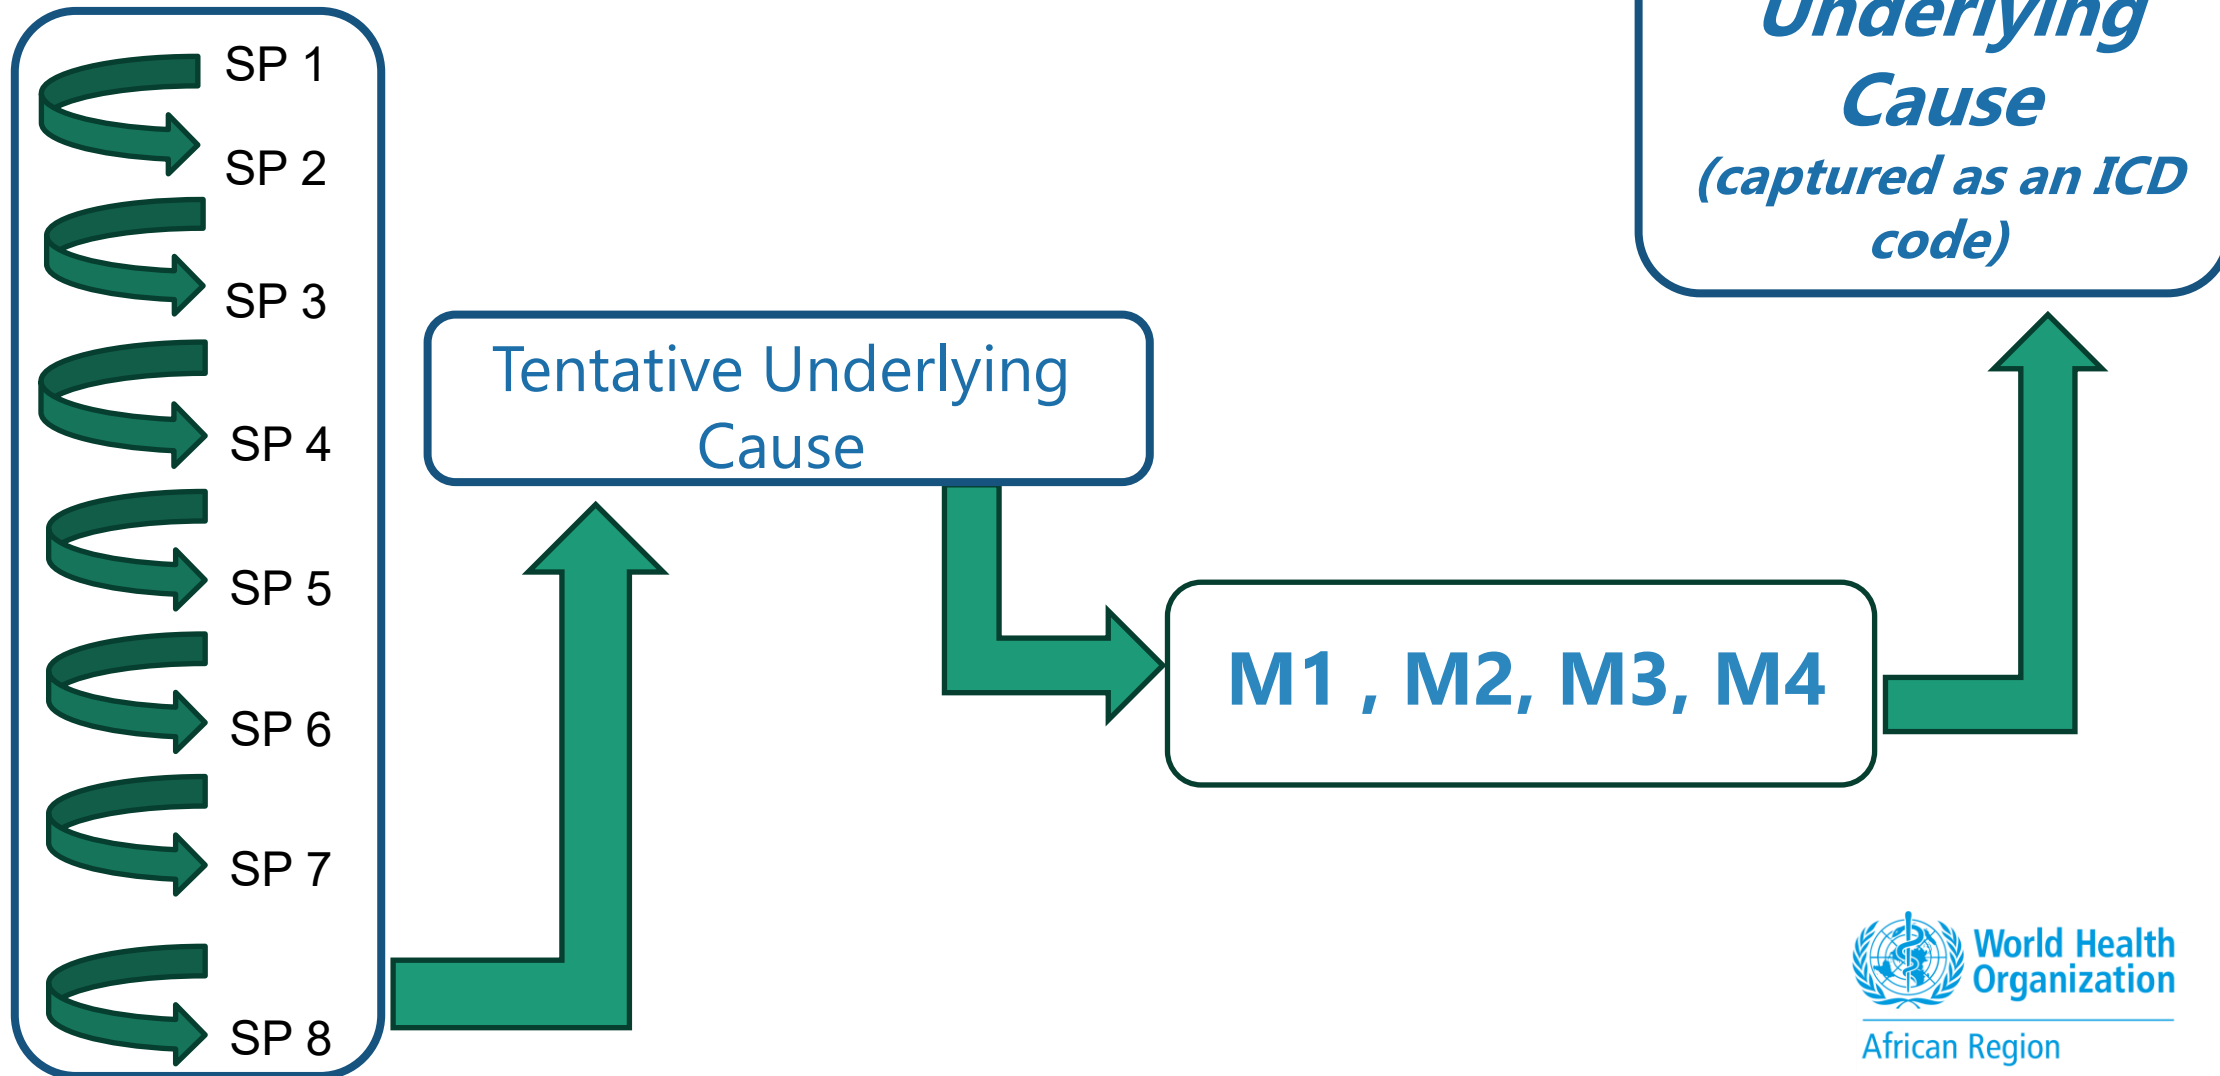 SP 1
SP 2
SP 3
SP 4
SP 5
SP 6
SP 7
SP 8
Tentative Underlying
Cause
M1 , M2, M3, M4
Underlying
Cause
(captured as an ICD
code)
World Health
Organization
African Region